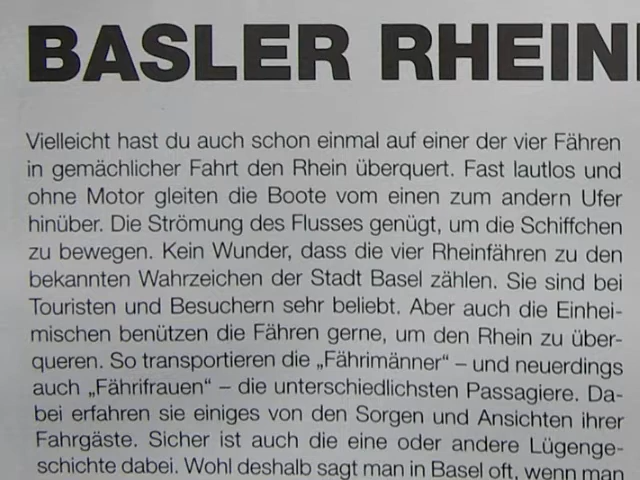 BASLER RHEIN
Vielleicht hast du auch schon einmal auf einer der vier Fähren
in gemächlicher Fahrt den Rhein überquert. Fast lautlos und
ohne Motor gleiten die Boote vom einen zum andern Ufer
hinüber. Die Strömung des Flusses genügt, um die Schiffchen
zu bewegen. Kein Wunder, dass die vier Rheinfähren zu den
bekannten Wahrzeichen der Stadt Basel zählen. Sie sind bei
Touristen und Besuchern sehr beliebt. Aber auch die Einhei-
mischen benützen die Fähren gerne, um den Rhein zu über-
queren. So transportieren die „Fährimänner“ – und neuerdings
auch „Fährifrauen“ – die unterschiedlichsten Passagiere. Da-
bei erfahren sie einiges von den Sorgen und Ansichten ihrer
Fahrgäste. Sicher ist auch die eine oder andere Lügenge-
schichte dabei. Wohl deshalb sagt man in Basel oft, wenn man